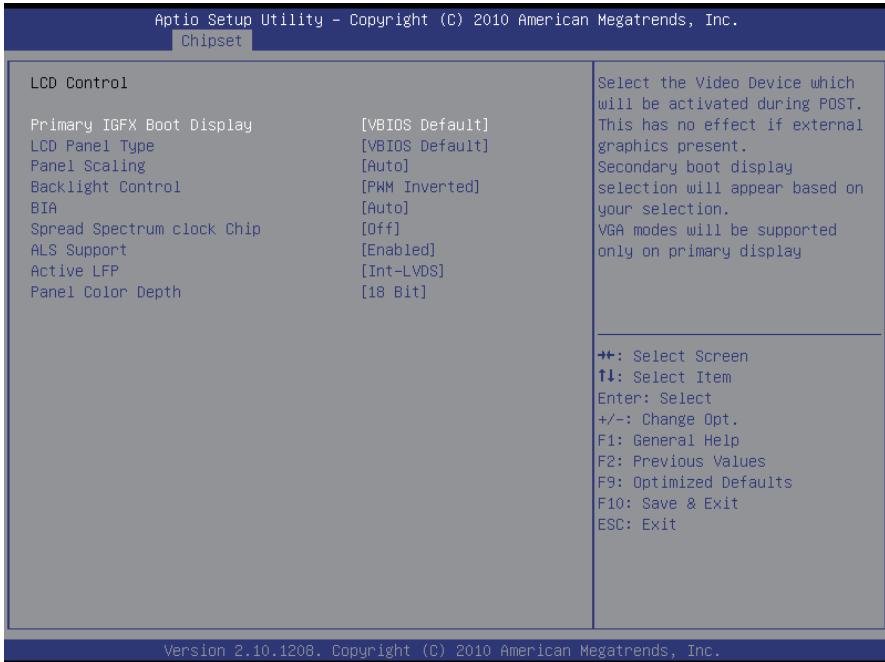 Aptio Setup Utility – Copyright (C) 2010 American Megatrends, Inc.
Chipset
LCD Control
Primary IGFX Boot Display [VBIOS Default]
LCD Panel Type [VBIOS Default]
Panel Scaling [Auto]
Backlight Control [PWM Inverted]
BIA [Auto]
Spread Spectrum clock Chip [Off]
ALS Support [Enabled]
Active LFP [Int-LVDS]
Panel Color Depth [18 Bit]
Select the Video Device which
will be activated during POST.
This has no effect if external
graphics present.
Secondary boot display
selection will appear based on
your selection.
VGA modes will be supported
only on primary display
→←: Select Screen
↑↓: Select Item
Enter: Select
+/-: Change Opt.
F1: General Help
F2: Previous Values
F9: Optimized Defaults
F10: Save & Exit
ESC: Exit
Version 2.10.1208. Copyright (C) 2010 American Megatrends, Inc.